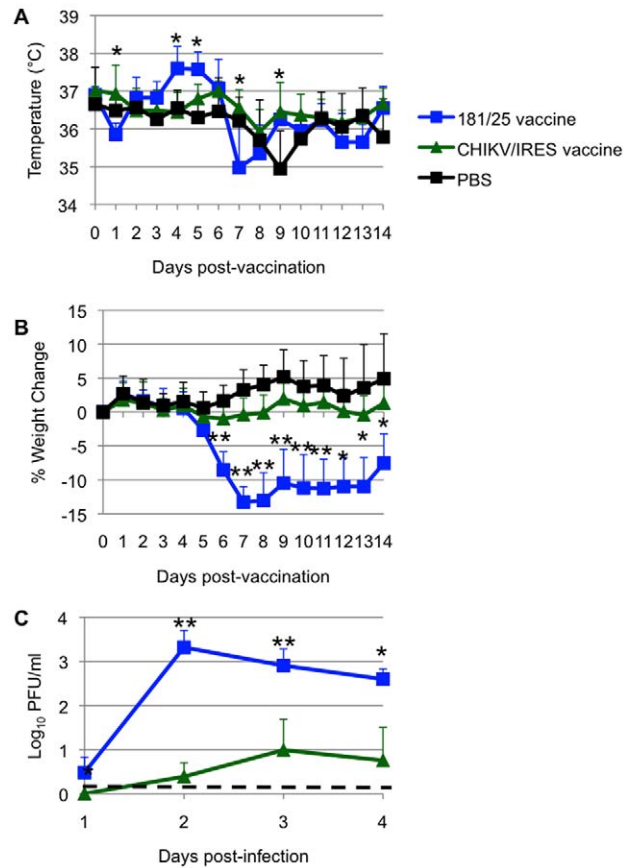 A
Temperature (°C)
39
38
37
36
35
34
* * * * *
0 1 2 3 4 5 6 7 8 9 10 11 12 13 14
Days post-vaccination
181/25 vaccine
CHIKV/IRES vaccine
PBS
B
% Weight Change
15
10
5
0
-5
-10
-15
** ** ** ** ** ** * * *
0 1 2 3 4 5 6 7 8 9 10 11 12 13 14
Days post-vaccination
C
Log10 PFU/ml
4
3
2
1
0
* ** ** *
1 2 3 4
Days post-infection